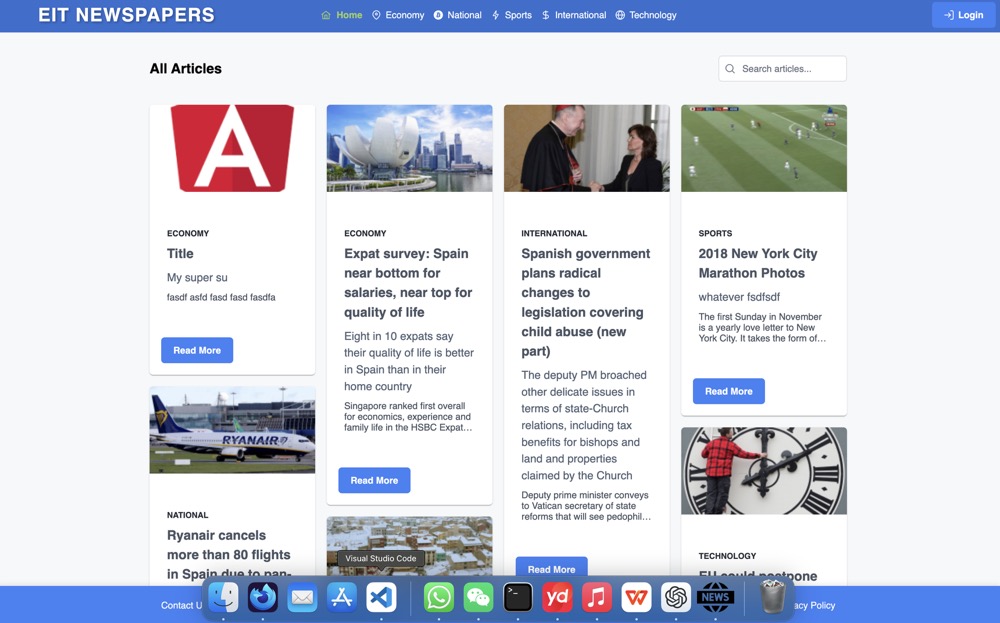 EIT NEWSPAPERS
Home
Economy
National
Sports
International
Technology
Login
All Articles
Search articles...
A
ECONOMY
Title
My super su
fasdf asfd fasd fasd fasdfa
Read More
ECONOMY
Expat survey: Spain
near bottom for
salaries, near top for
quality of life
Eight in 10 expats say
their quality of life is better
in Spain than in their
home country
Singapore ranked first overall
for economics, experience and
family life in the HSBC Expat...
Read More
INTERNATIONAL
Spanish government
plans radical
changes to
legislation covering
child abuse (new
part)
The deputy PM broached
other delicate issues in
terms of state-Church
relations, including tax
benefits for bishops and
land and properties
claimed by the Church
Deputy prime minister conveys
to Vatican secretary of state
reforms that will see pedophil...
Read More
SPORTS
2018 New York City
Marathon Photos
whatever fsdfsdf
The first Sunday in November
is a yearly love letter to New
York City. It takes the form of...
Read More
RYANAIR
NATIONAL
Ryanair cancels
more than 80 flights
in Spain due to pan-
TECHNOLOGY
EU could postpone
Visual Studio Code
Contact U
yd
NEWS
acy Policy